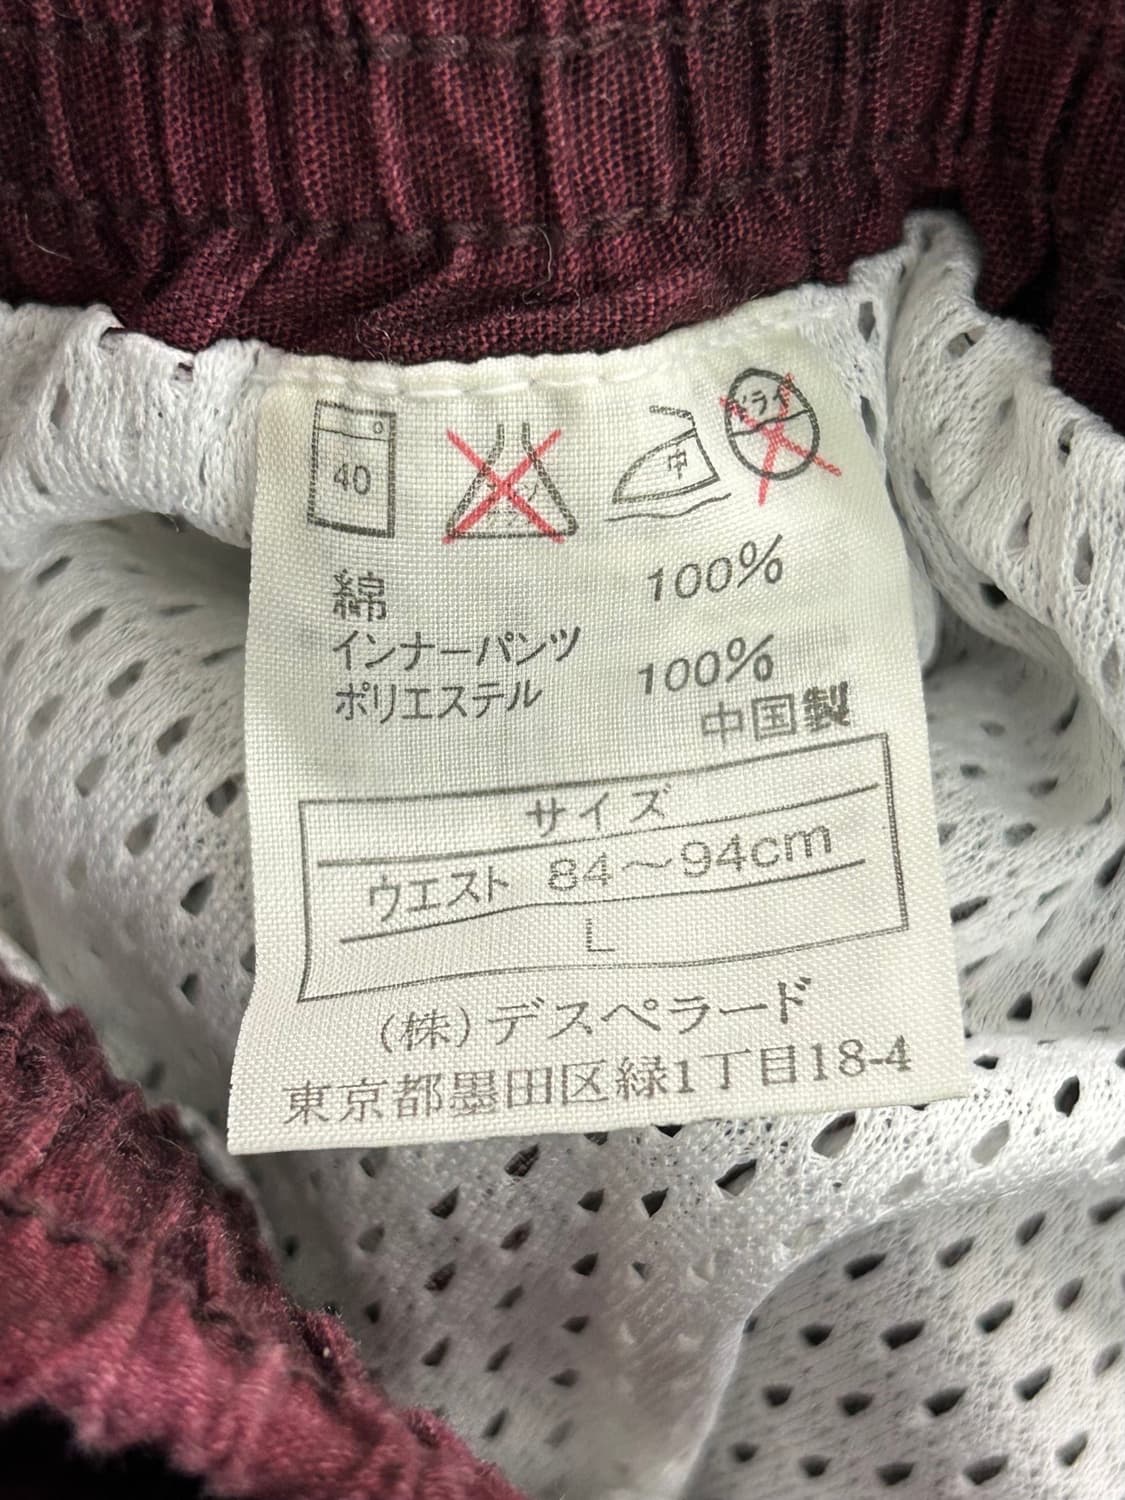 40
中 ドライ
綿 100%
インナーパンツ
ポリエステル 100%
中国製
サイズ
ウエスト 84～94cm
L
(株)デスペラード
東京都墨田区緑1丁目18-4